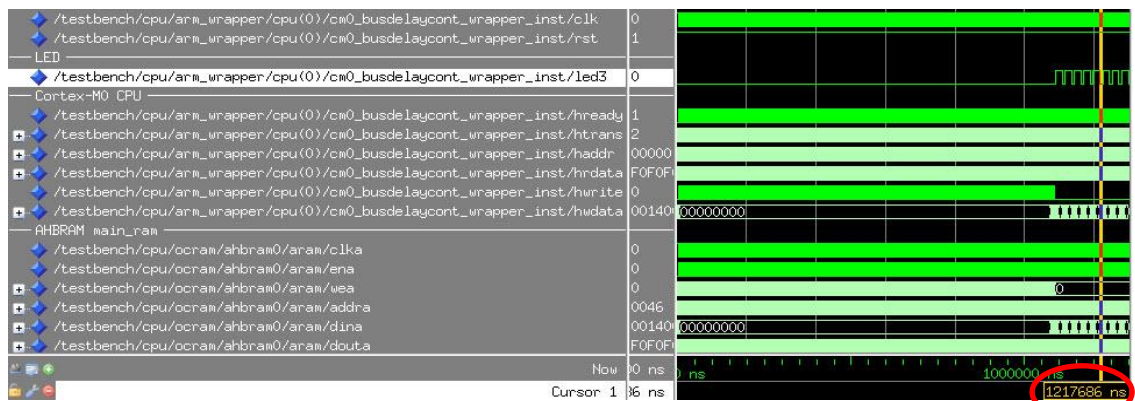 /testbench/cpu/arm_wrapper/cpu(0)/cm0_busdelaycont_wrapper_inst/clk 0
/testbench/cpu/arm_wrapper/cpu(0)/cm0_busdelaycont_wrapper_inst/rst 1
LED
/testbench/cpu/arm_wrapper/cpu(0)/cm0_busdelaycont_wrapper_inst/led3 0
Cortex-M0 CPU
/testbench/cpu/arm_wrapper/cpu(0)/cm0_busdelaycont_wrapper_inst/hready 1
/testbench/cpu/arm_wrapper/cpu(0)/cm0_busdelaycont_wrapper_inst/htrans 2
/testbench/cpu/arm_wrapper/cpu(0)/cm0_busdelaycont_wrapper_inst/haddr 00000
/testbench/cpu/arm_wrapper/cpu(0)/cm0_busdelaycont_wrapper_inst/hrdata F0F0F
/testbench/cpu/arm_wrapper/cpu(0)/cm0_busdelaycont_wrapper_inst/hwrite 0
/testbench/cpu/arm_wrapper/cpu(0)/cm0_busdelaycont_wrapper_inst/hwdata 00140 00000000
AHBRAM main_ram
/testbench/cpu/ocram/ahbram0/aram/clka 0
/testbench/cpu/ocram/ahbram0/aram/ena 0
/testbench/cpu/ocram/ahbram0/aram/wea 0 0
/testbench/cpu/ocram/ahbram0/aram/addra 0046
/testbench/cpu/ocram/ahbram0/aram/dina 00140 00000000
/testbench/cpu/ocram/ahbram0/aram/douta F0F0F
Now 00 ns ns 1000000 ns
Cursor 1 86 ns 1217686 ns